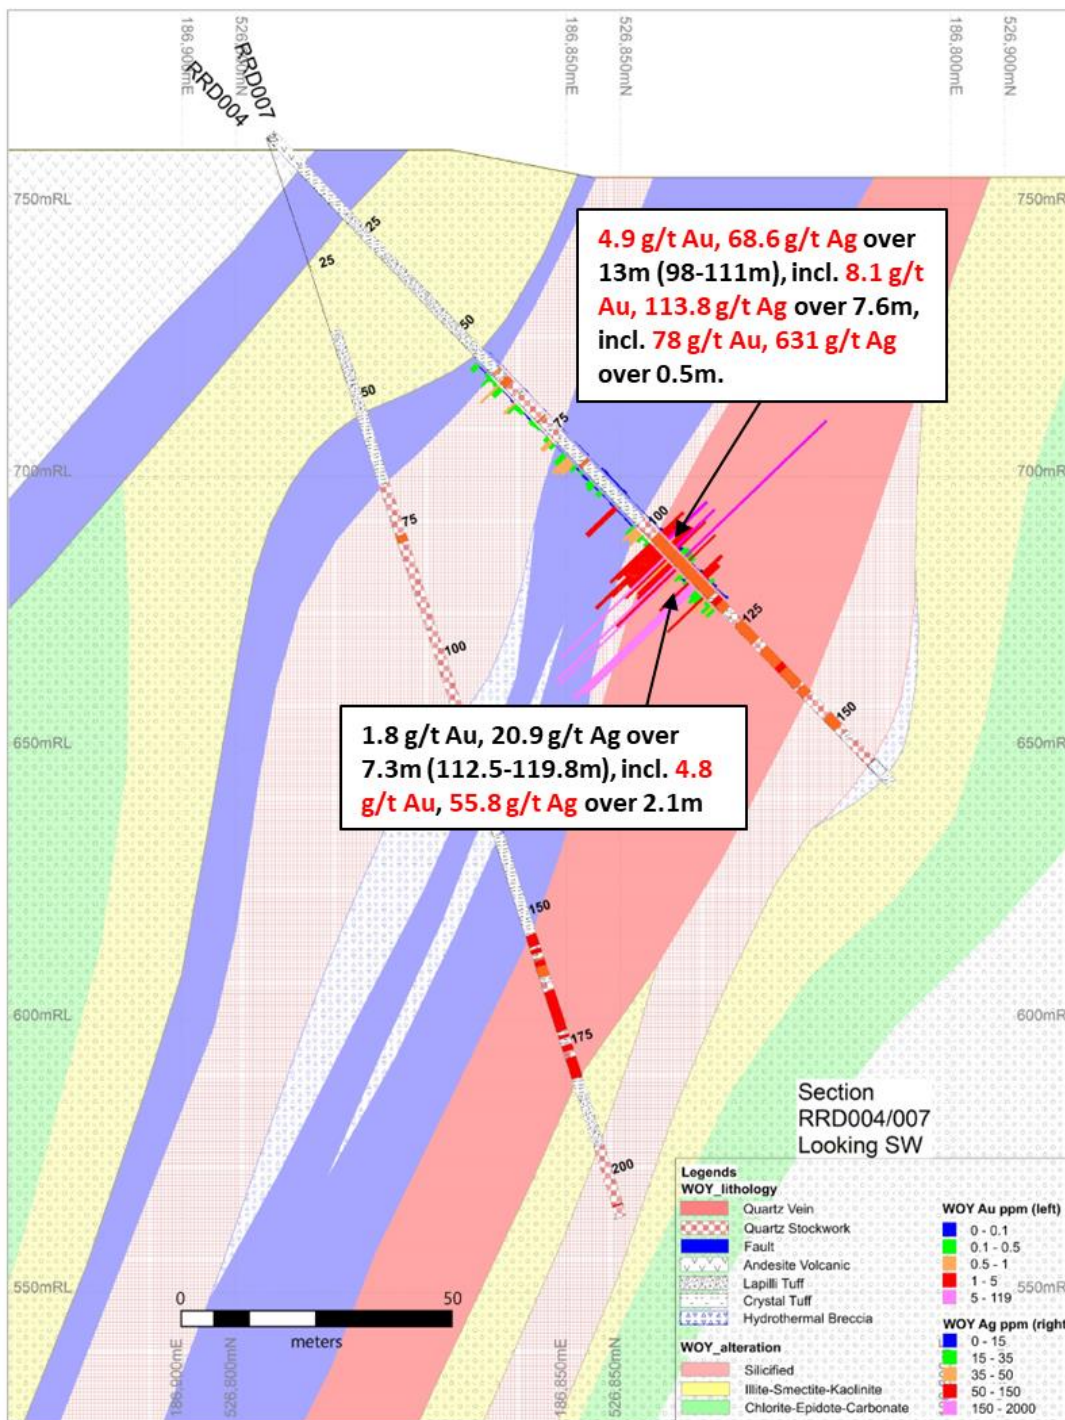 186,900mE
526,800mN
186,850mE
526,850mN
186,800mE
526,900mN
RRD007
RRD004
750mRL
750mR
25
25
50
50
75
75
100
100
125
150
150
175
200
4.9 g/t Au, 68.6 g/t Ag over
13m (98-111m), incl. 8.1 g/t
Au, 113.8 g/t Ag over 7.6m,
incl. 78 g/t Au, 631 g/t Ag
over 0.5m.
700mRL
700mR
650mRL
650mR
1.8 g/t Au, 20.9 g/t Ag over
7.3m (112.5-119.8m), incl. 4.8
g/t Au, 55.8 g/t Ag over 2.1m
600mRL
600mR
Section
RRD004/007
Looking SW
550mRL
550mR
0 50
meters
186,900mE
526,800mN
186,850mE
526,850mN
Legends
WOY_lithology
Quartz Vein
Quartz Stockwork
Fault
Andesite Volcanic
Lapilli Tuff
Crystal Tuff
Hydrothermal Breccia
WOY_alteration
Silicified
Illite-Smectite-Kaolinite
Chlorite-Epidote-Carbonate
WOY Au ppm (left)
0 - 0.1
0.1 - 0.5
0.5 - 1
1 - 5
5 - 119
WOY Ag ppm (right
0 - 15
15 - 35
35 - 50
50 - 150
150 - 2000